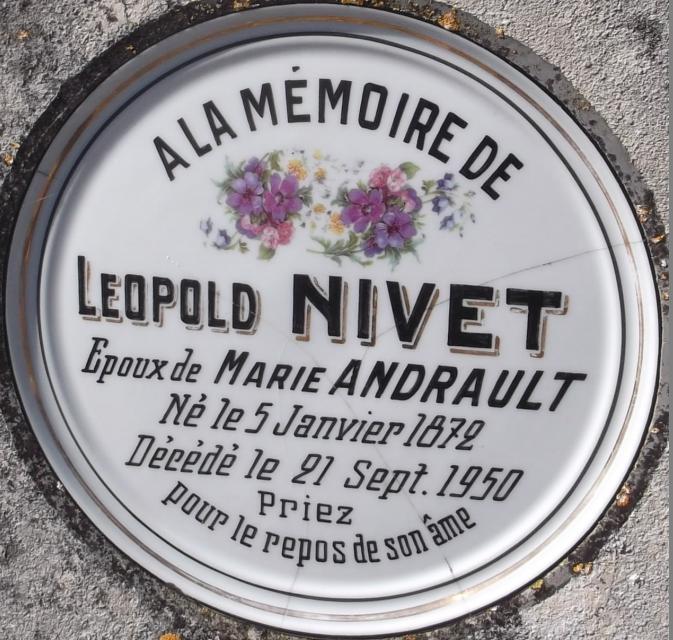 A LA MÉMOIRE DE
LEOPOLD NIVET
Epoux de MARIE ANDRAULT
Né le 5 Janvier 1872
Décédé le 21 Sept. 1950
Priez
pour le repos de son âme